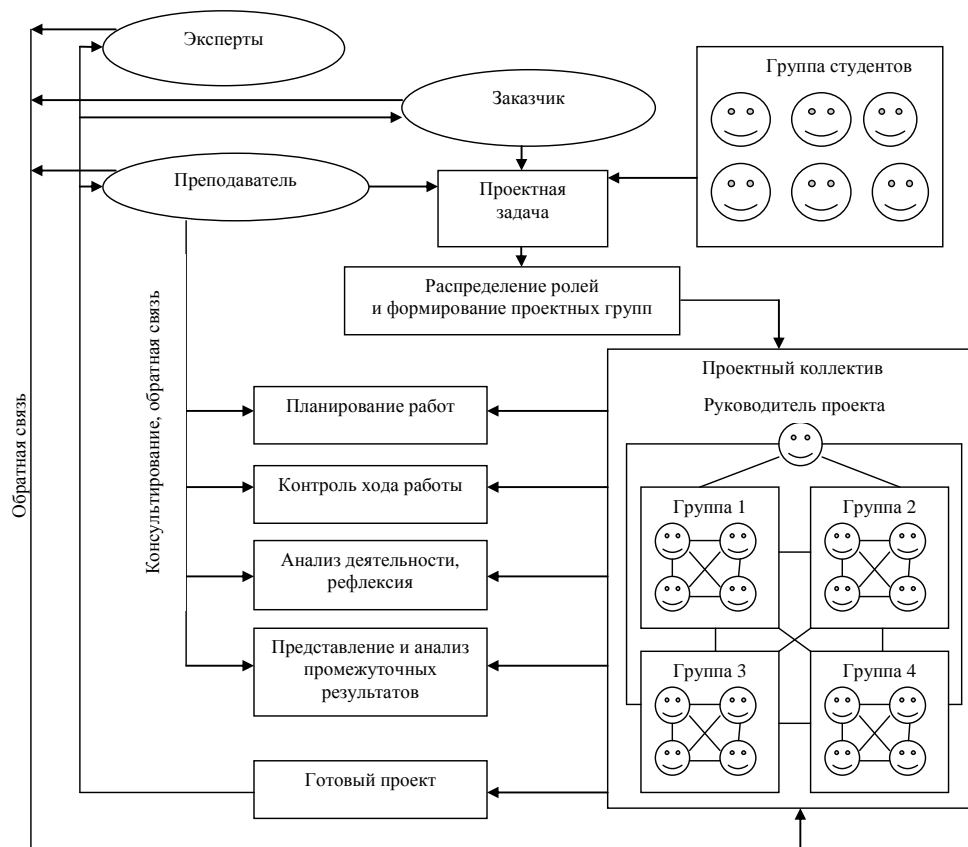 Эксперты
Группа студентов
Заказчик
Преподаватель
Проектная
задача
Распределение ролей
и формирование проектных групп
Обратная связь
Консультирование, обратная связь
Проектный коллектив
Руководитель проекта
Планирование работ
Контроль хода работы
Анализ деятельности,
рефлексия
Представление и анализ
промежуточных
результатов
Готовый проект
Группа 1
Группа 2
Группа 3
Группа 4